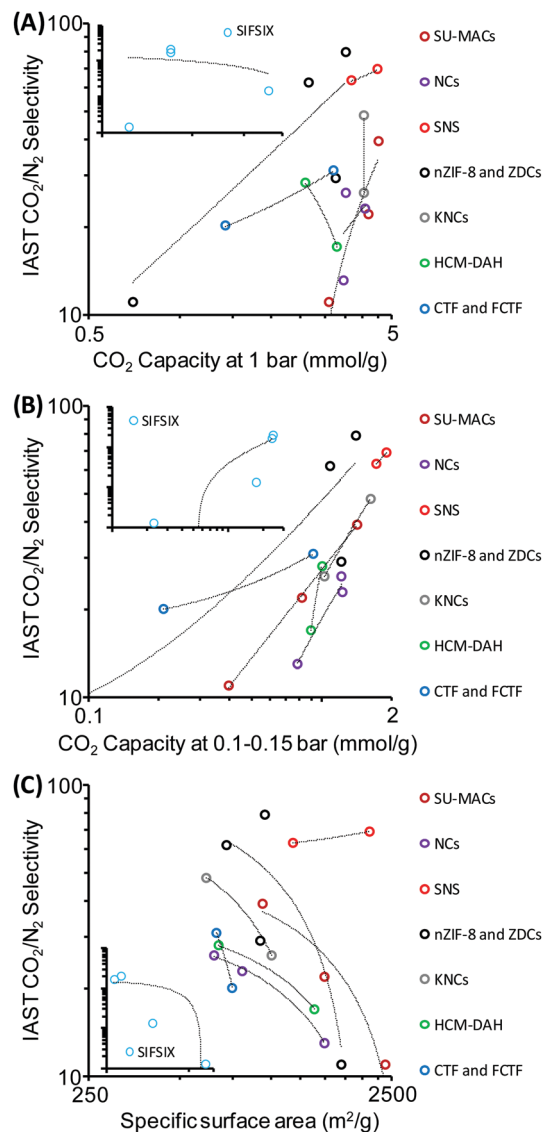 (A)
100
SIFSIX
IAST CO₂/N₂ Selectivity
10
0.5
5
CO₂ Capacity at 1 bar (mmol/g)
SU-MACs
NCs
SNS
nZIF-8 and ZDCs
KNCs
HCM-DAH
CTF and FCTF
(B)
100
SIFSIX
IAST CO₂/N₂ Selectivity
10
0.1
2
CO₂ Capacity at 0.1-0.15 bar (mmol/g)
SU-MACs
NCs
SNS
nZIF-8 and ZDCs
KNCs
HCM-DAH
CTF and FCTF
(C)
100
IAST CO₂/N₂ Selectivity
SIFSIX
10
250
2500
Specific surface area (m²/g)
SU-MACs
NCs
SNS
nZIF-8 and ZDCs
KNCs
HCM-DAH
CTF and FCTF